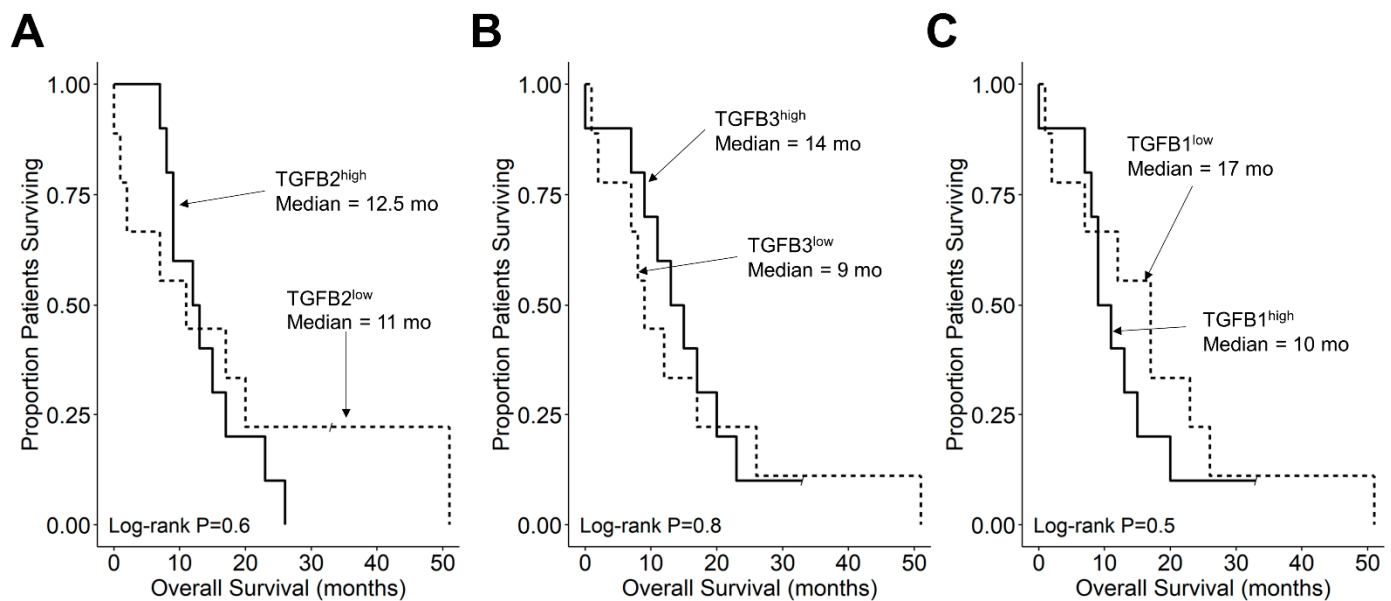 A
Proportion Patients Surviving
1.00
0.75
0.50
0.25
0.00
TGFB2high
Median = 12.5 mo
TGFB2low
Median = 11 mo
Log-rank P=0.6
0 10 20 30 40 50
Overall Survival (months)
B
Proportion Patients Surviving
1.00
0.75
0.50
0.25
0.00
TGFB3high
Median = 14 mo
TGFB3low
Median = 9 mo
Log-rank P=0.8
0 10 20 30 40 50
Overall Survival (months)
C
Proportion Patients Surviving
1.00
0.75
0.50
0.25
0.00
TGFB1low
Median = 17 mo
TGFB1high
Median = 10 mo
Log-rank P=0.5
0 10 20 30 40 50
Overall Survival (months)